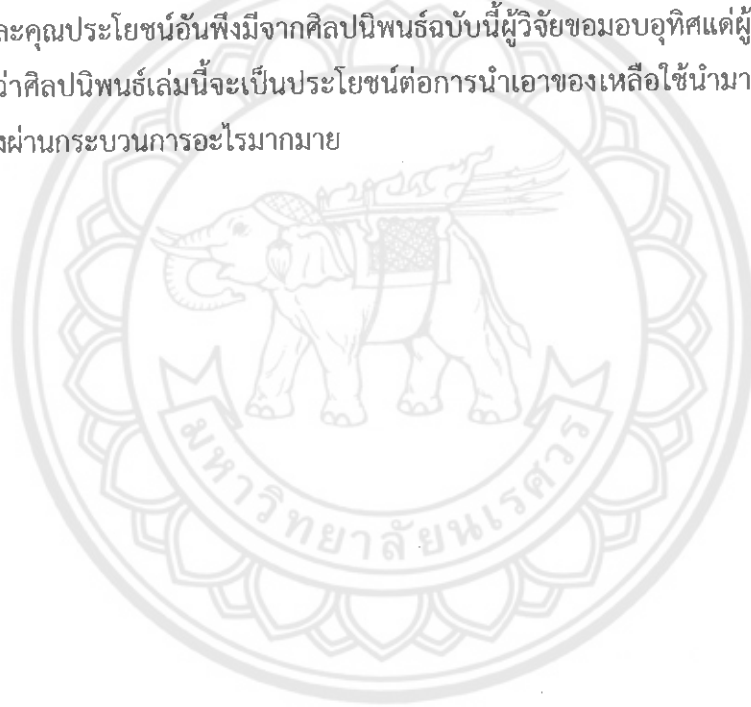 ละคุณประโยชน์อันพึงมีจากศิลปนิพนธ์ฉบับนี้ผู้วิจัยขอมอบอุทิศแด่ผู้
ว่าศิลปนิพนธ์เล่มนี้จะเป็นประโยชน์ต่อการนำเอาของเหลือใช้นำมา
งผ่านกระบวนการอะไรมากมาย
มหาวิทยาลัยนเรศวร